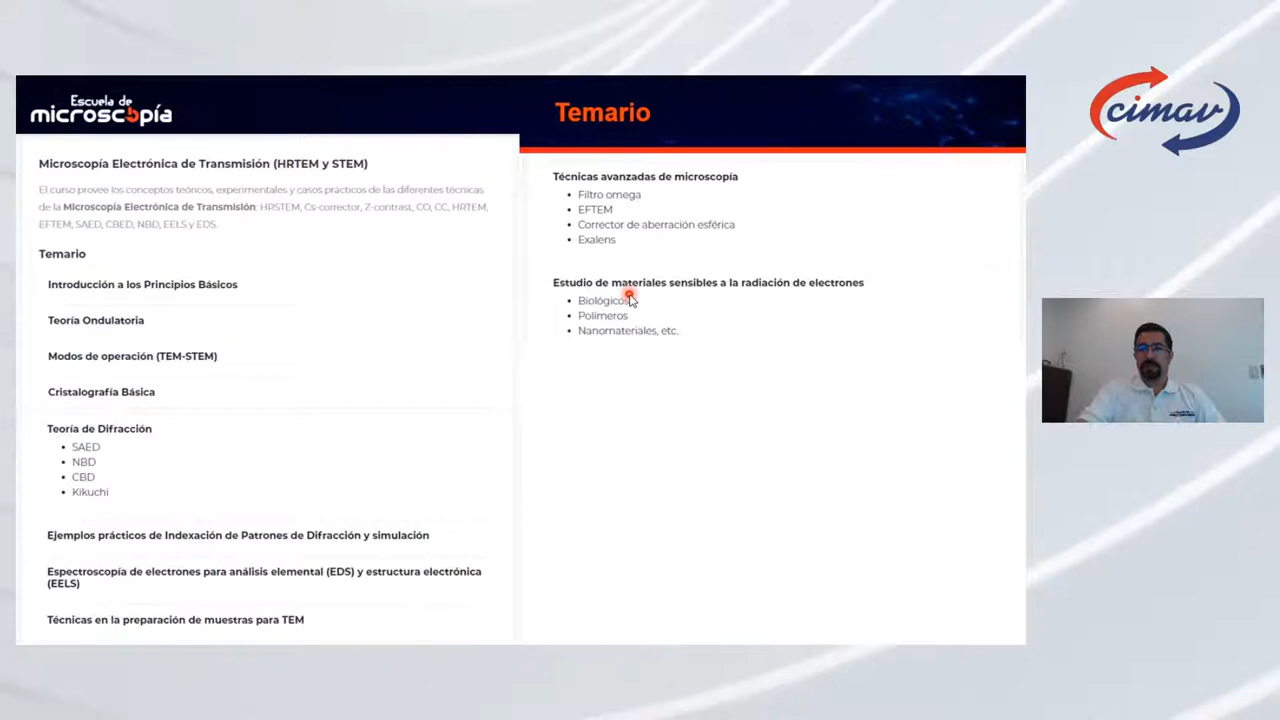 Escuela de
microscopía
Temario
Microscopía Electrónica de Transmisión (HRTEM y STEM)
El curso provee los conceptos teóricos, experimentales y casos prácticos de las diferentes técnicas
de la Microscopía Electrónica de Transmisión: HRSTEM, Cs-corrector, Z-contrast, CO, CC, HRTEM,
EFTEM, SAED, CBED, NBD, EELS y EDS.
Temario
Introducción a los Principios Básicos
Teoría Ondulatoria
Modos de operación (TEM-STEM)
Cristalografía Básica
Teoría de Difracción
• SAED
• NBD
• CBD
• Kikuchi
Ejemplos prácticos de Indexación de Patrones de Difracción y simulación
Espectroscopía de electrones para análisis elemental (EDS) y estructura electrónica
(EELS)
Técnicas en la preparación de muestras para TEM
Técnicas avanzadas de microscopía
• Filtro omega
• EFTEM
• Corrector de aberración esférica
• Exalens
Estudio de materiales sensibles a la radiación de electrones
• Biológicos
• Polímeros
• Nanomateriales, etc.
cimav